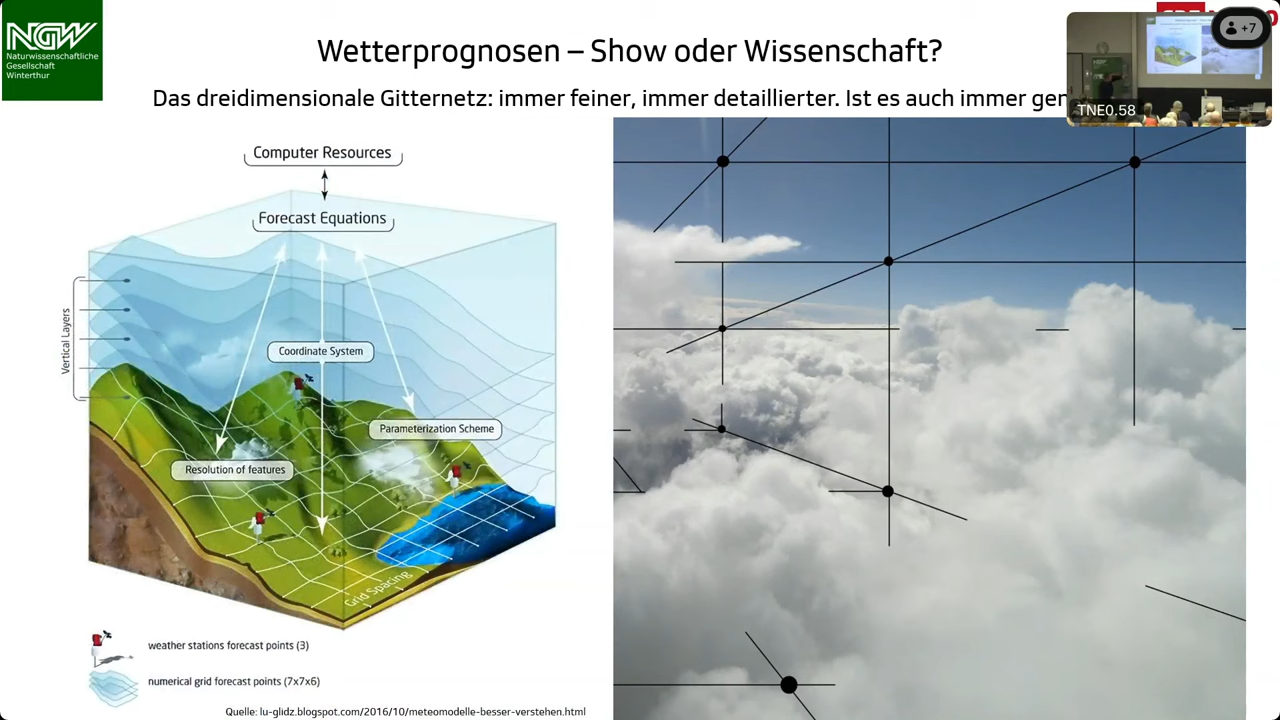 NGW
Naturwissenschaftliche
Gesellschaft
Winterthur
Wetterprognosen – Show oder Wissenschaft?
+7
Das dreidimensionale Gitternetz: immer feiner, immer detaillierter. Ist es auch immer
TNE0.58
Computer Resources
Forecast Equations
Vertical Layers
Coordinate System
Parameterization Scheme
Resolution of features
Grid Spacing
weather stations forecast points (3)
numerical grid forecast points (7x7x6)
Quelle: lu-glidz.blogspot.com/2016/10/meteomodelle-besser-verstehen.html